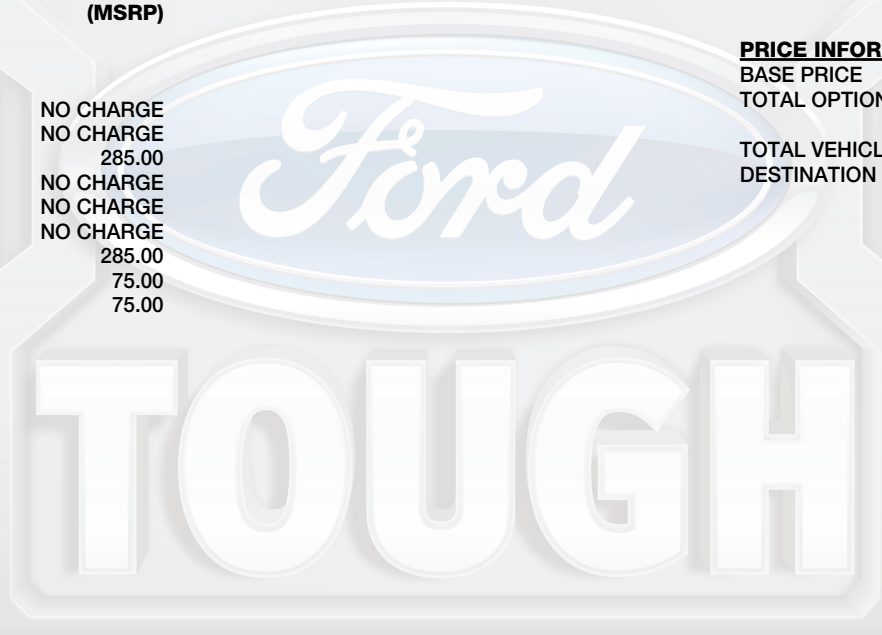 (MSRP)
NO CHARGE
NO CHARGE
285.00
NO CHARGE
NO CHARGE
NO CHARGE
285.00
75.00
75.00
PRICE INFOR
BASE PRICE
TOTAL OPTION
TOTAL VEHICL
DESTINATION
Ford
TOUGH